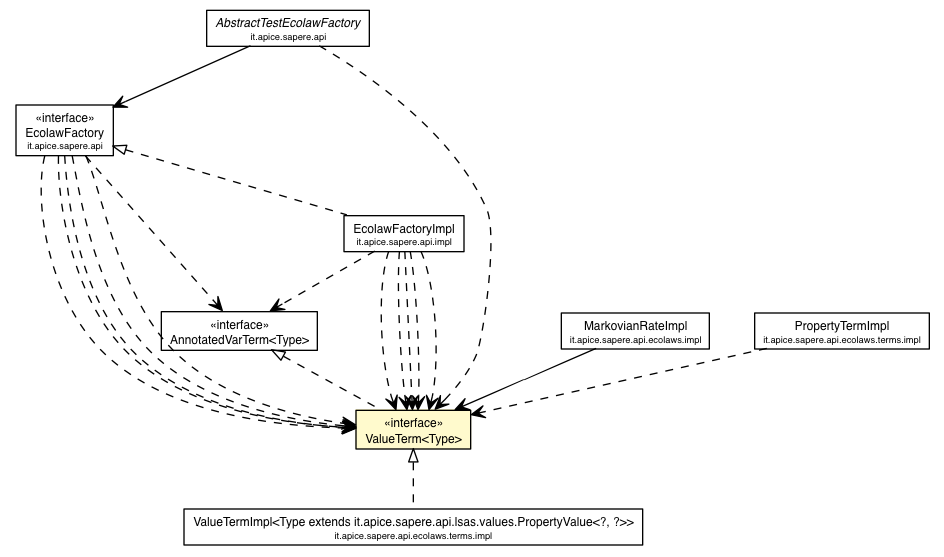 AbstractTestEcolawFactory
it.apice.sapere.api
«interface»
EcolawFactory
it.apice.sapere.api
EcolawFactoryImpl
it.apice.sapere.api.impl
«interface»
AnnotatedVarTerm<Type>
MarkovianRateImpl
it.apice.sapere.api.ecolaws.impl
PropertyTermImpl
it.apice.sapere.api.ecolaws.terms.impl
«interface»
ValueTerm<Type>
ValueTermImpl<Type extends it.apice.sapere.api.lsas.values.PropertyValue<?, ?>>
it.apice.sapere.api.ecolaws.terms.impl